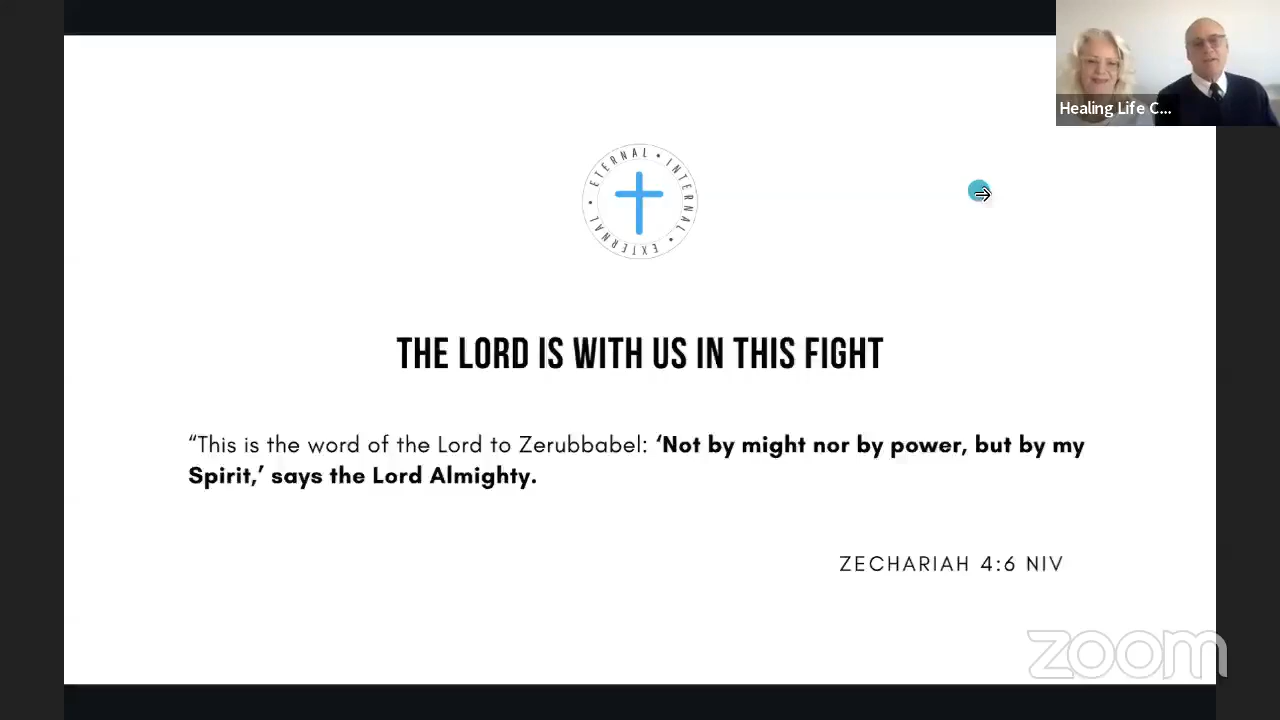 Healing Life C...
ETERNAL • INTERNAL • EXTERNAL •
THE LORD IS WITH US IN THIS FIGHT
“This is the word of the Lord to Zerubbabel: ‘Not by might nor by power, but by my
Spirit,’ says the Lord Almighty.
ZECHARIAH 4:6 NIV
zoom